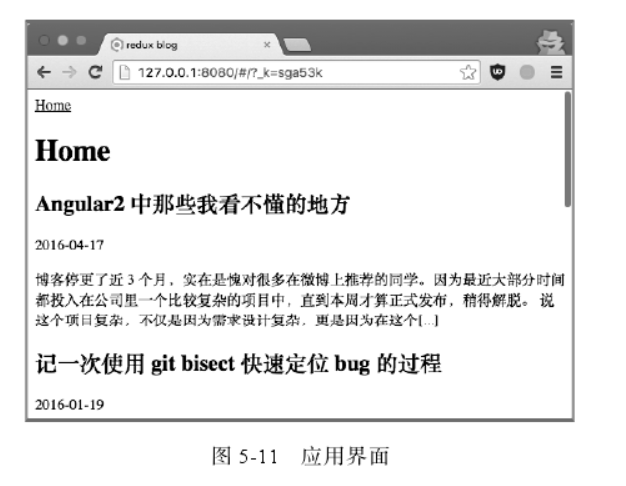 redux blog
127.0.0.1:8080/#/?_k=sga53k
Home
Home
Angular2 中那些我看不懂的地方
2016-04-17
博客停更了近 3 个月，实在是愧对很多在微博上推荐的同学。因为最近大部分时间
都投入在公司里一个比较复杂的项目中，直到本周才算正式发布，稍得解脱。 说
这个项目复杂，不仅是因为需求设计复杂，更是因为在这个[...]
记一次使用 git bisect 快速定位 bug 的过程
2016-01-19
图 5-11 应用界面